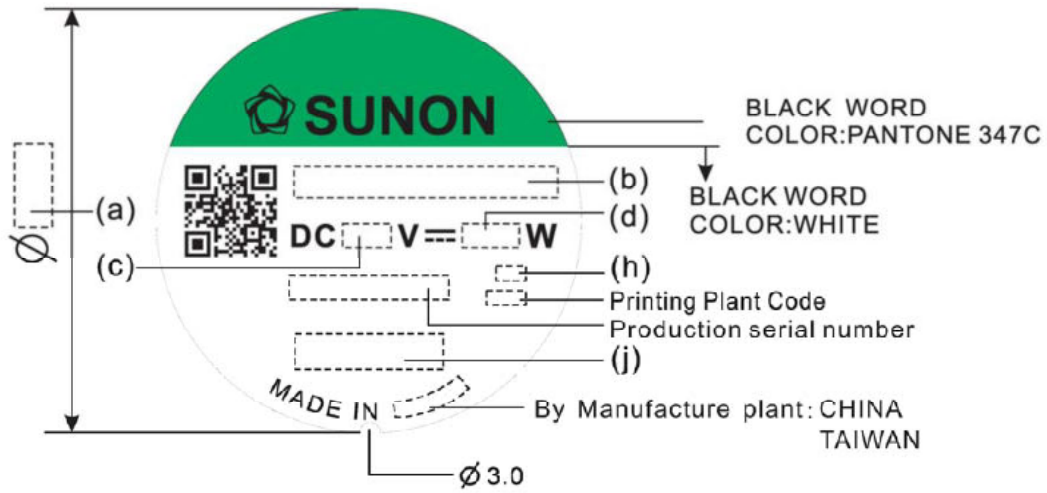 SUNON
BLACK WORD
COLOR:PANTONE 347C
(a)
(b)
BLACK WORD
COLOR:WHITE
(d)
DC V W
Ø
(c)
(h)
Printing Plant Code
Production serial number
(j)
MADE IN
By Manufacture plant: CHINA
TAIWAN
Ø 3.0